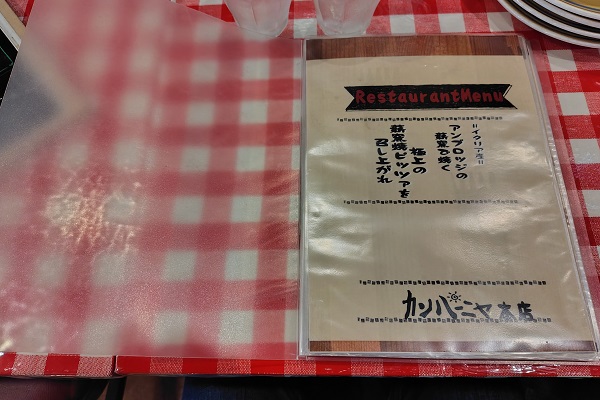 RestaurantMenu
〃イタリア産〃
アンブロッジの
薪窯で焼く
極上の
薪窯焼ピッツァを
召し上がれ
カンパーニャ本店